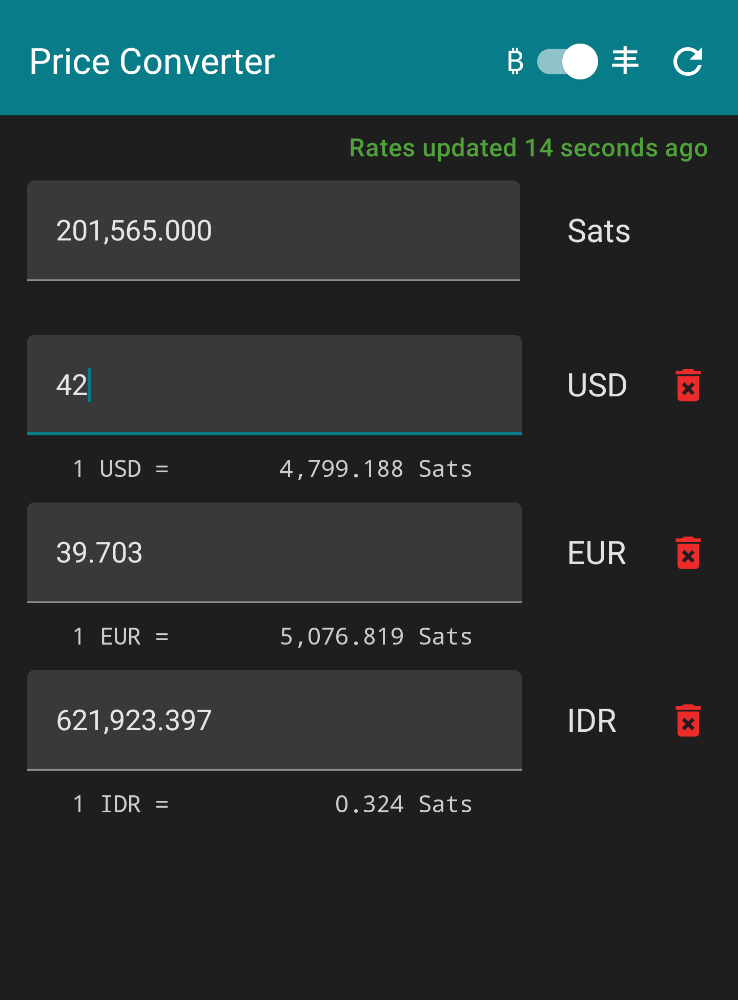 Price Converter ₿ 丰
Rates updated 14 seconds ago
201,565.000 Sats
42 USD
1 USD = 4,799.188 Sats
39.703 EUR
1 EUR = 5,076.819 Sats
621,923.397 IDR
1 IDR = 0.324 Sats